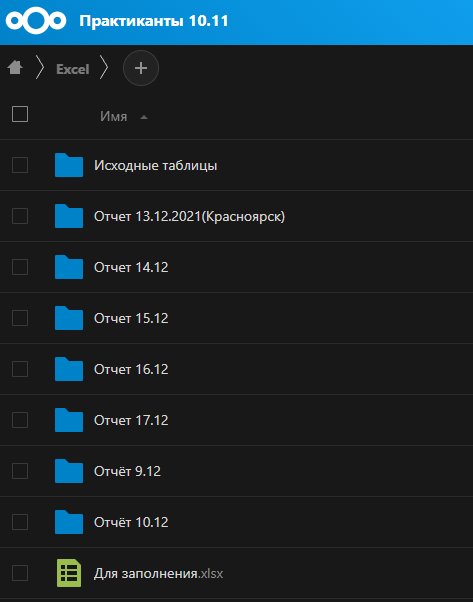 Практиканты 10.11
Excel
Имя
Исходные таблицы
Отчет 13.12.2021(Красноярск)
Отчет 14.12
Отчет 15.12
Отчет 16.12
Отчет 17.12
Отчёт 9.12
Отчёт 10.12
Для заполнения.xlsx